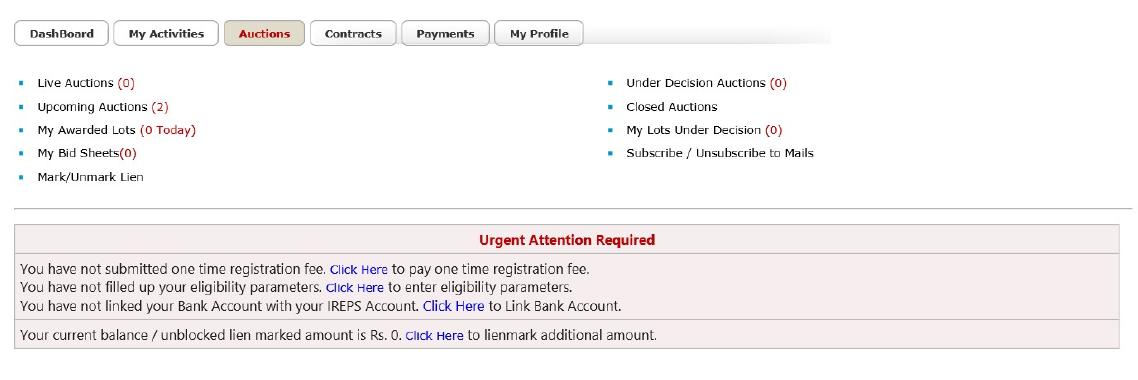 DashBoard My Activities Auctions Contracts Payments My Profile
Live Auctions (0)
Upcoming Auctions (2)
My Awarded Lots (0 Today)
My Bid Sheets(0)
Mark/Unmark Lien
Under Decision Auctions (0)
Closed Auctions
My Lots Under Decision (0)
Subscribe / Unsubscribe to Mails
Urgent Attention Required
You have not submitted one time registration fee. Click Here to pay one time registration fee.
You have not filled up your eligibility parameters. Click Here to enter eligibility parameters.
You have not linked your Bank Account with your IREPS Account. Click Here to Link Bank Account.
Your current balance / unblocked lien marked amount is Rs. 0. Click Here to lienmark additional amount.